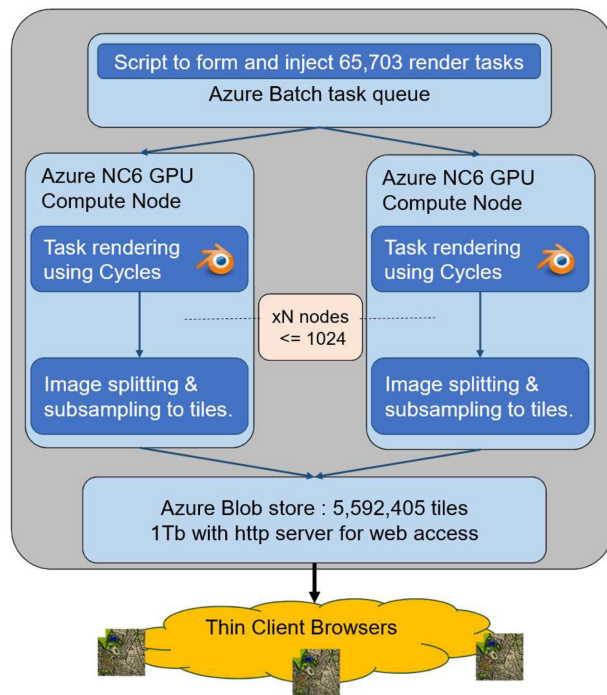 Script to form and inject 65,703 render tasks
Azure Batch task queue
Azure NC6 GPU
Compute Node
Task rendering
using Cycles
Image splitting &
subsampling to tiles.
xN nodes
<= 1024
Azure NC6 GPU
Compute Node
Task rendering
using Cycles
Image splitting &
subsampling to tiles.
Azure Blob store : 5,592,405 tiles
1Tb with http server for web access
Thin Client Browsers